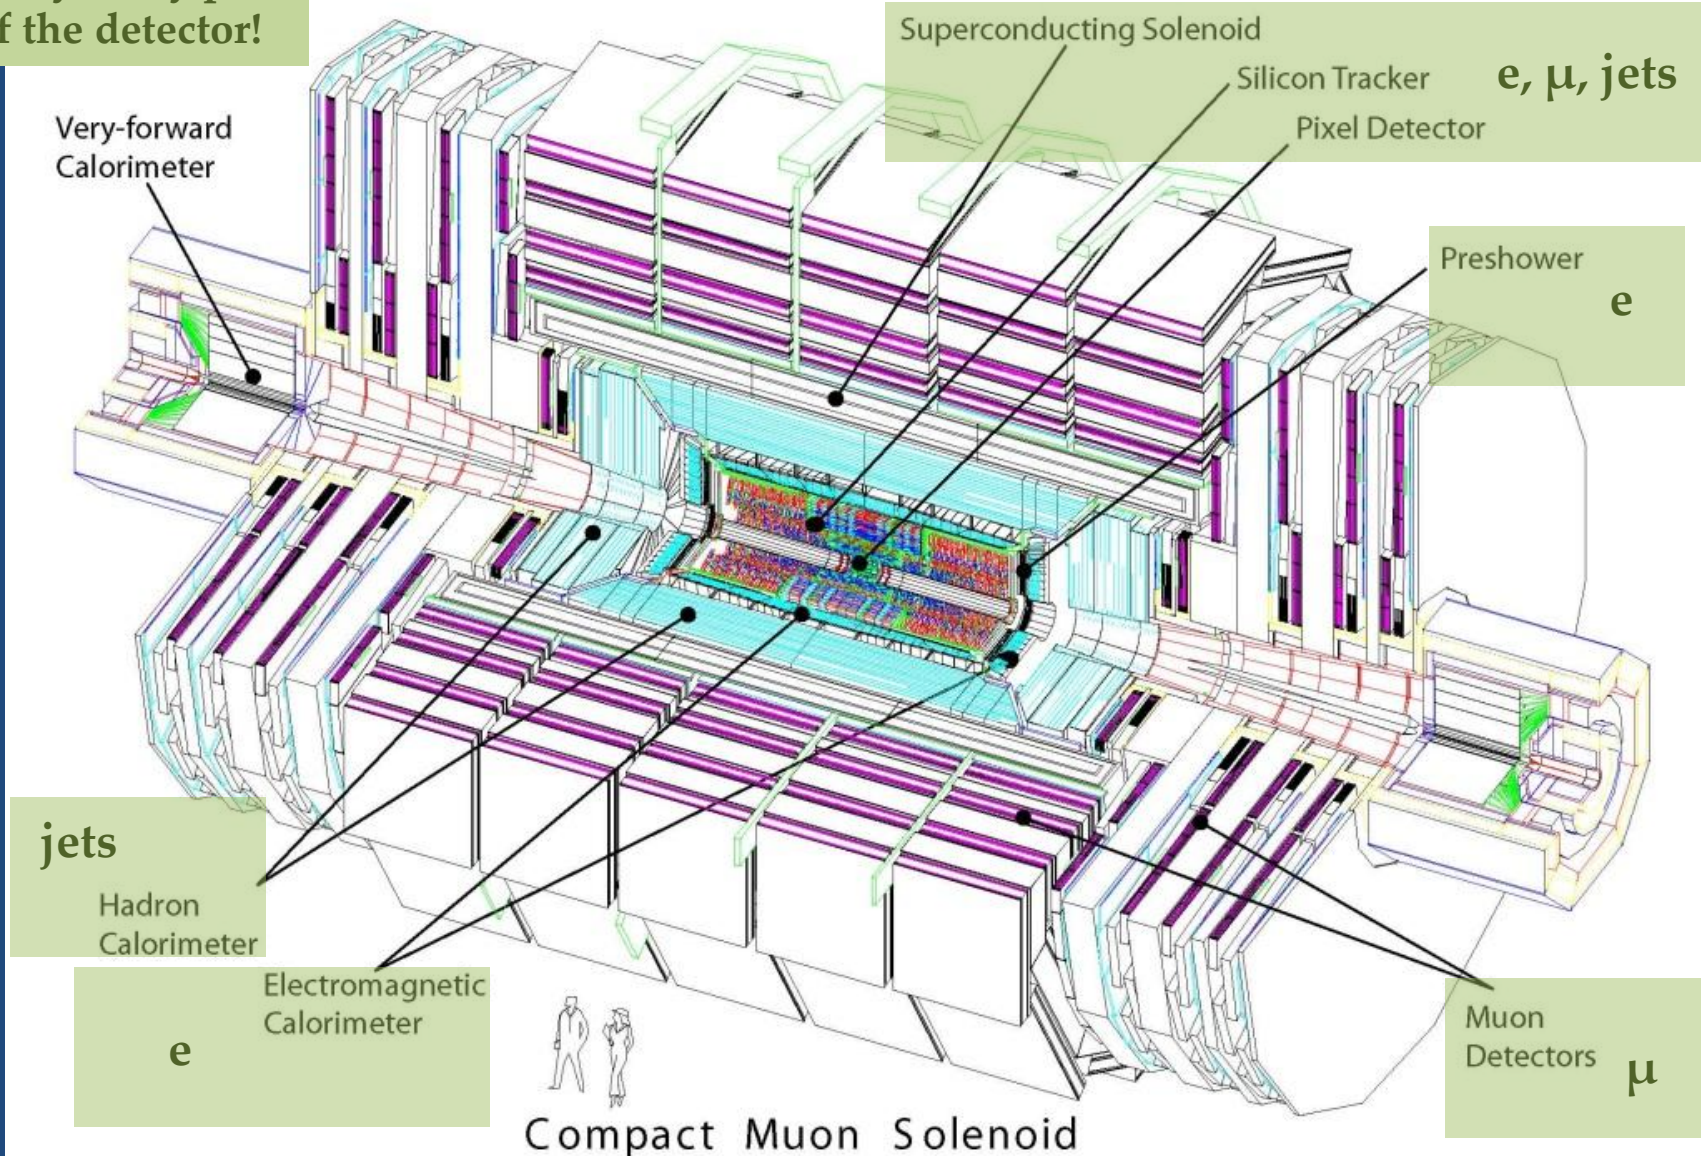 f the detector!
Superconducting Solenoid
Silicon Tracker
e, μ, jets
Pixel Detector
Very-forward
Calorimeter
Preshower
e
jets
Hadron
Calorimeter
Electromagnetic
Calorimeter
e
Muon
Detectors
μ
Compact Muon Solenoid